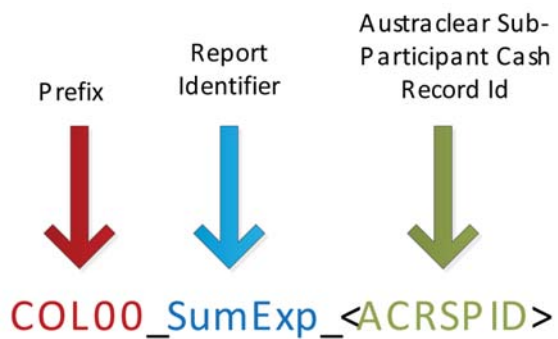 Prefix
Report
Identifier
Austraclear Sub-
Participant Cash
Record Id
COL00_SumExp_<ACRSPID>